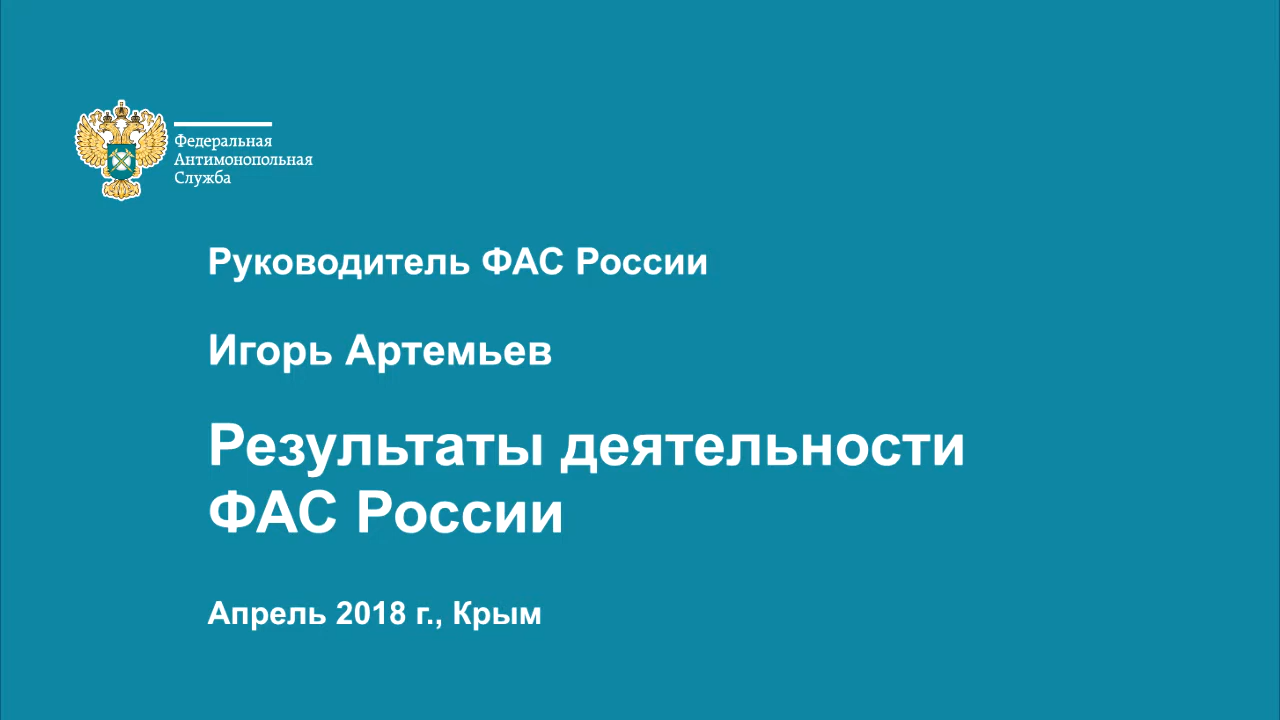 Федеральная
Антимонопольная
Служба
Руководитель ФАС России
Игорь Артемьев
Результаты деятельности
ФАС России
Апрель 2018 г., Крым